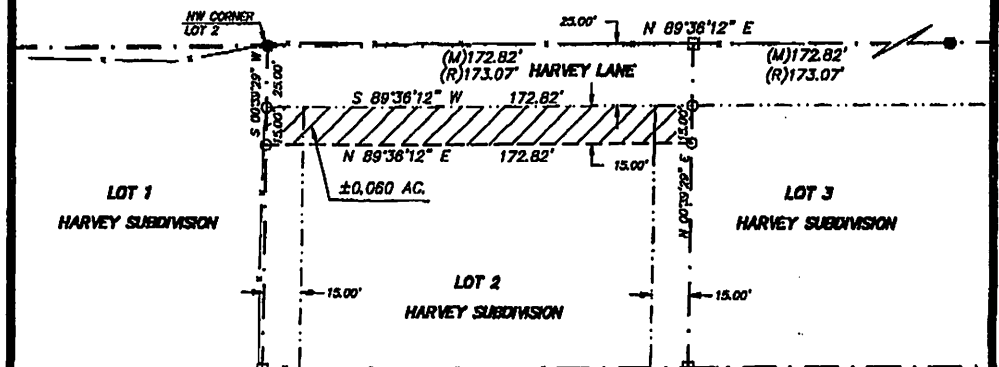 NW CORNER
LOT 2
25.00'
N 89°36'12" E
(M)172.82'
(R)173.07'
HARVEY LANE
(M)172.82'
(R)173.07'
S 00°39'29" W
25.00'
S 89°36'12" W 172.82'
15.00'
15.00'
N 89°36'12" E 172.82'
15.00'
±0.060 AC.
N 00°39'29" E
LOT 1
HARVEY SUBDIVISION
LOT 3
HARVEY SUBDIVISION
LOT 2
HARVEY SUBDIVISION
15.00'
15.00'